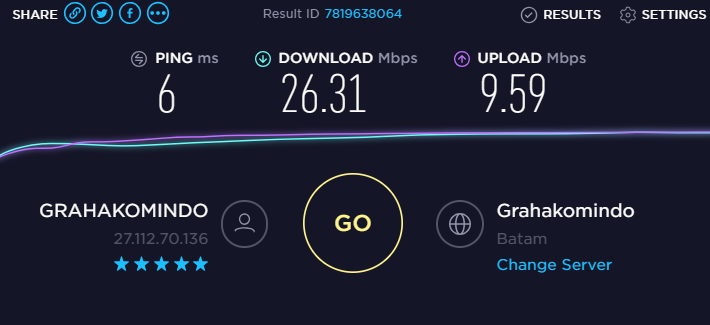 SHARE Result ID 7819638064 RESULTS SETTINGS
PING ms DOWNLOAD Mbps UPLOAD Mbps
6 26.31 9.59
GRAHAKOMINDO GO Grahakomindo
27.112.70.136 Batam
Change Server